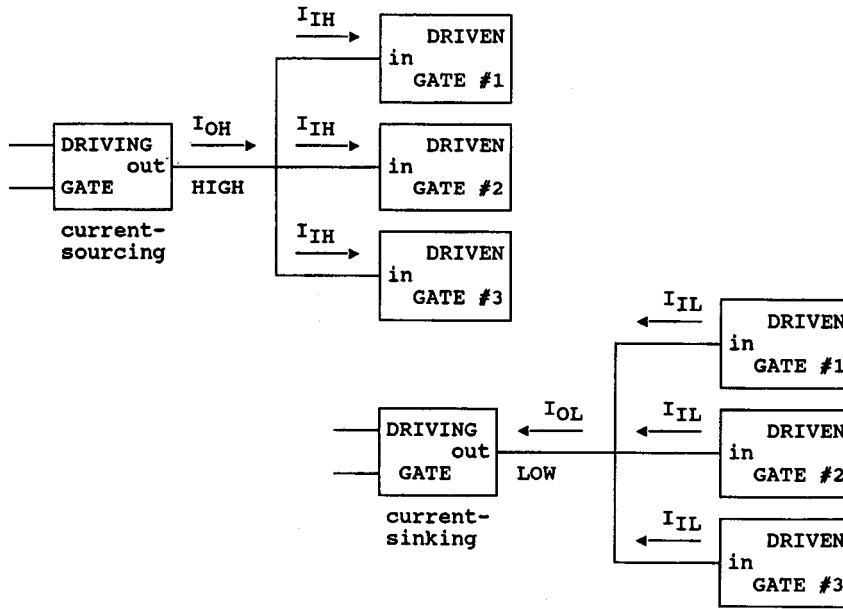 I_IH
DRIVEN
in
GATE #1
I_OH
I_IH
DRIVING
out
GATE
HIGH
DRIVEN
in
GATE #2
current-
sourcing
I_IH
DRIVEN
in
GATE #3
I_IL
DRIVEN
in
GATE #1
I_OL
I_IL
DRIVING
out
GATE
LOW
DRIVEN
in
GATE #2
current-
sinking
I_IL
DRIVEN
in
GATE #3